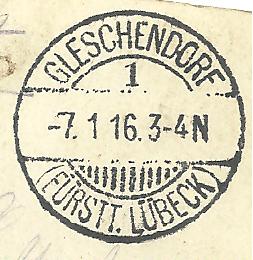 GLESCHENDORF
1
-7.1 16.3-4N
(FÜRSTT. LÜBECK)